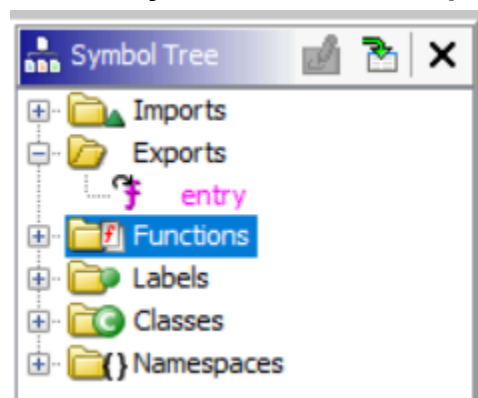 Symbol Tree
Imports
Exports
entry
Functions
Labels
Classes
Namespaces